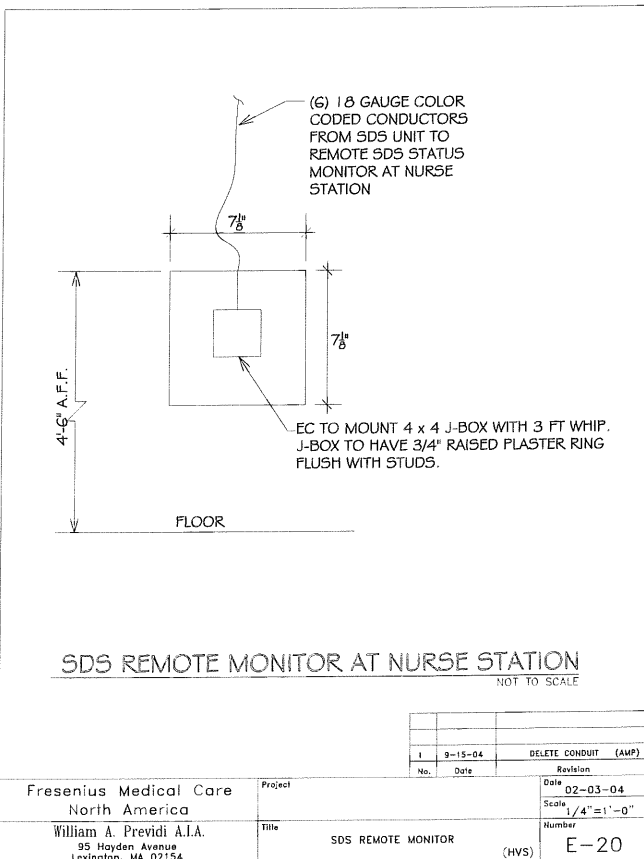 (6) 18 GAUGE COLOR
CODED CONDUCTORS
FROM SDS UNIT TO
REMOTE SDS STATUS
MONITOR AT NURSE
STATION
7⅛"
7⅛"
4'-6" A.F.F.
EC TO MOUNT 4 x 4 J-BOX WITH 3 FT WHIP.
J-BOX TO HAVE 3/4" RAISED PLASTER RING
FLUSH WITH STUDS.
FLOOR
SDS REMOTE MONITOR AT NURSE STATION
NOT TO SCALE
1 9-15-04 DELETE CONDUIT (AMP)
No. Date Revision
Fresenius Medical Care
North America
William A. Previdi A.I.A.
95 Hayden Avenue
Lexington, MA 02154
Project
Title
SDS REMOTE MONITOR
(HVS)
Date
02-03-04
Scale
1/4"=1'-0"
Number
E-20